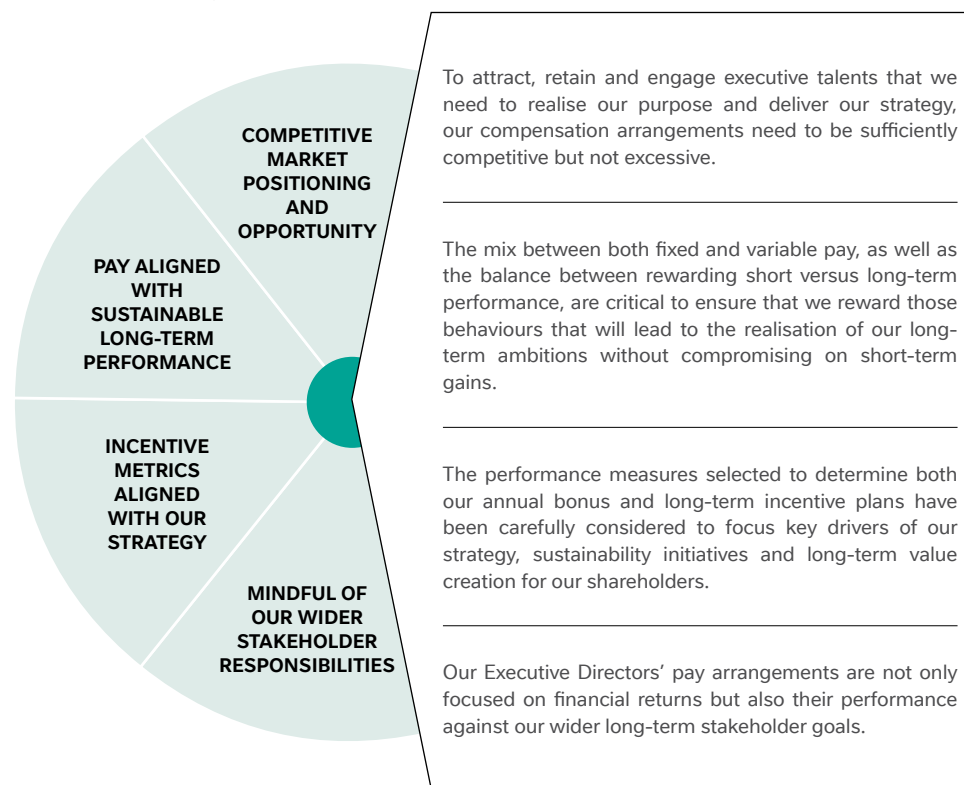 COMPETITIVE
MARKET
POSITIONING
AND
OPPORTUNITY
To attract, retain and engage executive talents that we
need to realise our purpose and deliver our strategy,
our compensation arrangements need to be sufficiently
competitive but not excessive.
PAY ALIGNED
WITH
SUSTAINABLE
LONG-TERM
PERFORMANCE
The mix between both fixed and variable pay, as well as
the balance between rewarding short versus long-term
performance, are critical to ensure that we reward those
behaviours that will lead to the realisation of our long-
term ambitions without compromising on short-term
gains.
INCENTIVE
METRICS
ALIGNED
WITH OUR
STRATEGY
The performance measures selected to determine both
our annual bonus and long-term incentive plans have
been carefully considered to focus key drivers of our
strategy, sustainability initiatives and long-term value
creation for our shareholders.
MINDFUL OF
OUR WIDER
STAKEHOLDER
RESPONSIBILITIES
Our Executive Directors’ pay arrangements are not only
focused on financial returns but also their performance
against our wider long-term stakeholder goals.